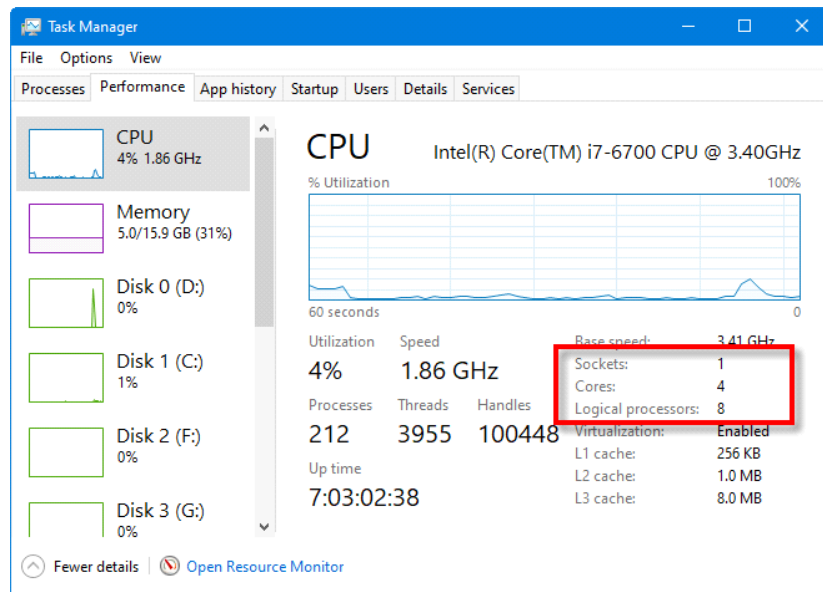 Task Manager
File Options View
Processes Performance App history Startup Users Details Services
CPU
4% 1.86 GHz
Memory
5.0/15.9 GB (31%)
Disk 0 (D:)
0%
Disk 1 (C:)
1%
Disk 2 (F:)
0%
Disk 3 (G:)
0%
CPU Intel(R) Core(TM) i7-6700 CPU @ 3.40GHz
% Utilization 100%
60 seconds 0
Utilization Speed
4% 1.86 GHz
Processes Threads Handles
212 3955 100448
Up time
7:03:02:38
Base speed: 3.41 GHz
Sockets: 1
Cores: 4
Logical processors: 8
Virtualization: Enabled
L1 cache: 256 KB
L2 cache: 1.0 MB
L3 cache: 8.0 MB
Fewer details Open Resource Monitor